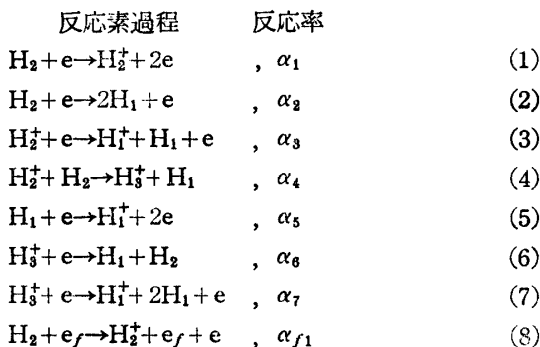 反応素過程 反応率
H₂+e→H₂⁺+2e , α₁ (1)
H₂+e→2H₁+e , α₂ (2)
H₂⁺+e→H₁⁺+H₁+e , α₃ (3)
H₂⁺+H₂→H₃⁺+H₁ , α₄ (4)
H₁+e→H₁⁺+2e , α₅ (5)
H₃⁺+e→H₁+H₂ , α₆ (6)
H₃⁺+e→H₁⁺+2H₁+e , α₇ (7)
H₂+e_f→H₂⁺+e_f+e , α_f1 (8)